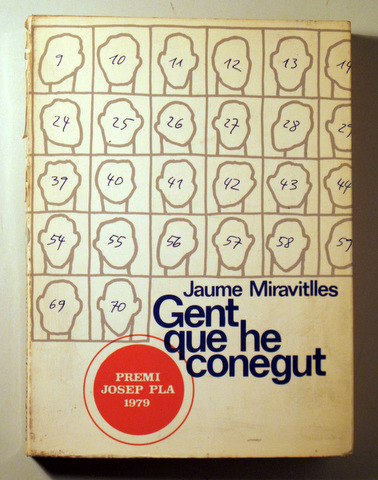 9 10 11 12 13 14
24 25 26 27 28 29
39 40 41 42 43 44
54 55 56 57 58 59
69 70
Jaume Miravitlles
Gent
que he
conegut
PREMI
JOSEP PLA
1979